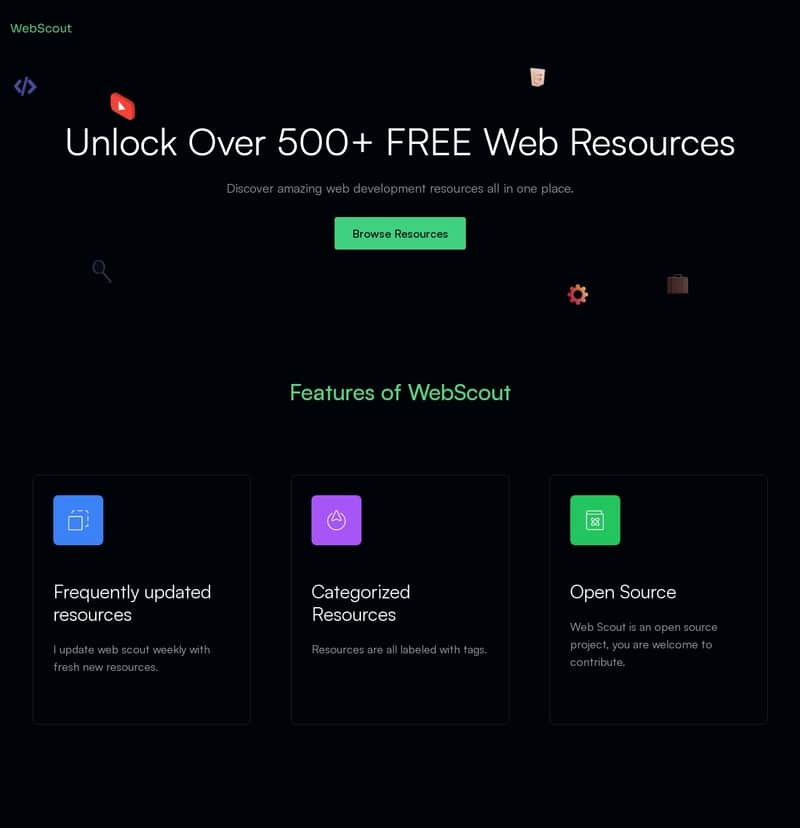 WebScout
Unlock Over 500+ FREE Web Resources
Discover amazing web development resources all in one place.
Browse Resources
Features of WebScout
Frequently updated
resources
I update web scout weekly with
fresh new resources.
Categorized
Resources
Resources are all labeled with tags.
Open Source
Web Scout is an open source
project, you are welcome to
contribute.